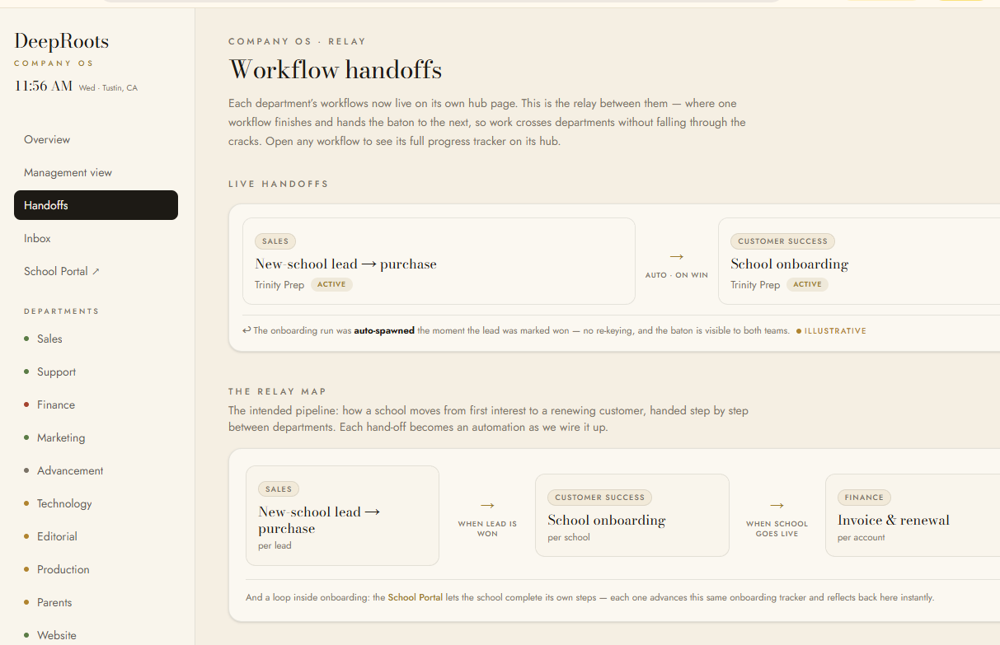 DeepRoots
COMPANY OS
11:56 AM Wed · Tustin, CA
Overview
Management view
Handoffs
Inbox
School Portal ↗
DEPARTMENTS
Sales
Support
Finance
Marketing
Advancement
Technology
Editorial
Production
Parents
Website
COMPANY OS · RELAY
Workflow handoffs
Each department's workflows now live on its own hub page. This is the relay between them — where one
workflow finishes and hands the baton to the next, so work crosses departments without falling through the
cracks. Open any workflow to see its full progress tracker on its hub.
LIVE HANDOFFS
SALES
New-school lead → purchase
Trinity Prep ACTIVE
→
AUTO · ON WIN
CUSTOMER SUCCESS
School onboarding
Trinity Prep ACTIVE
↩ The onboarding run was auto-spawned the moment the lead was marked won — no re-keying, and the baton is visible to both teams. ● ILLUSTRATIVE
THE RELAY MAP
The intended pipeline: how a school moves from first interest to a renewing customer, handed step by step
between departments. Each hand-off becomes an automation as we wire it up.
SALES
New-school lead →
purchase
per lead
→
WHEN LEAD IS
WON
CUSTOMER SUCCESS
School onboarding
per school
→
WHEN SCHOOL
GOES LIVE
FINANCE
Invoice & renewal
per account
And a loop inside onboarding: the School Portal lets the school complete its own steps — each one advances this same onboarding tracker and reflects back here instantly.